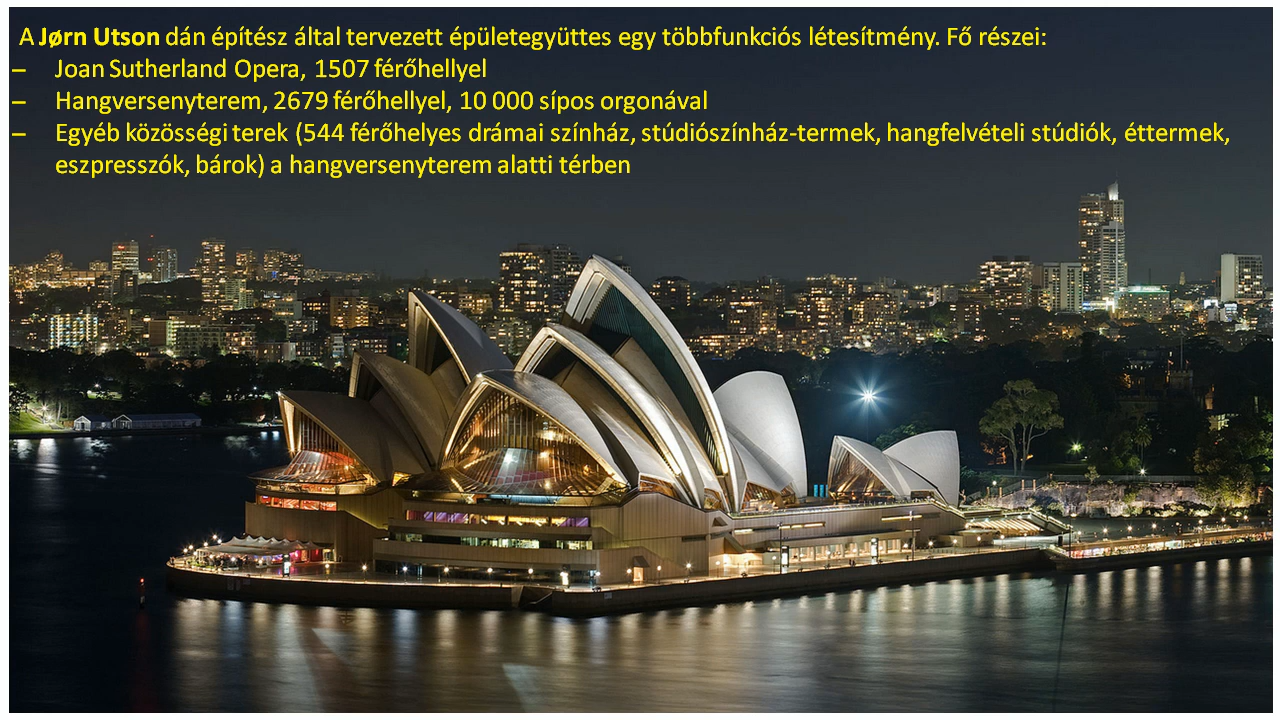 A Jørn Utson dán építész által tervezett épületegyüttes egy többfunkciós létesítmény. Fő részei:
– Joan Sutherland Opera, 1507 férőhellyel
– Hangversenyterem, 2679 férőhellyel, 10 000 sípos orgonával
– Egyéb közösségi terek (544 férőhelyes drámai színház, stúdiószínház-termek, hangfelvételi stúdiók, éttermek,
eszpresszók, bárok) a hangversenyterem alatti térben